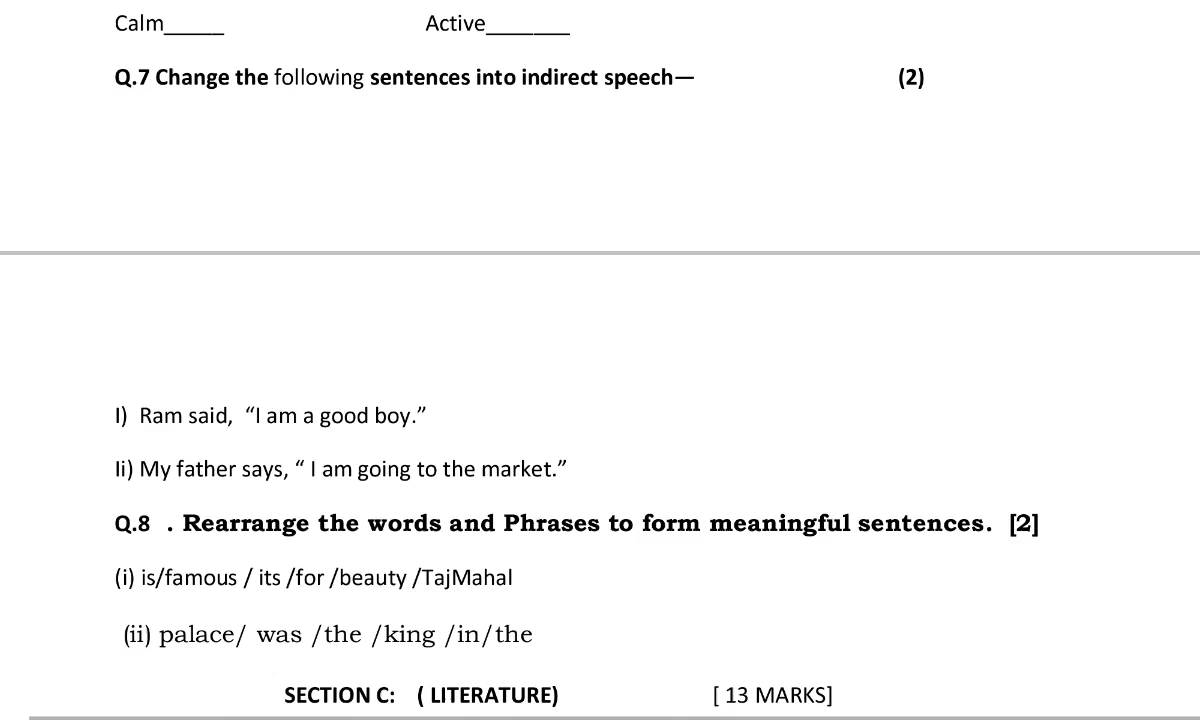 Calm_____ Active_______
Q.7 Change the following sentences into indirect speech— (2)
I) Ram said, “I am a good boy.”
Ii) My father says, “ I am going to the market.”
Q.8 . Rearrange the words and Phrases to form meaningful sentences. [2]
(i) is/famous / its /for /beauty /TajMahal
(ii) palace/ was /the /king /in/the
SECTION C: ( LITERATURE) [ 13 MARKS]